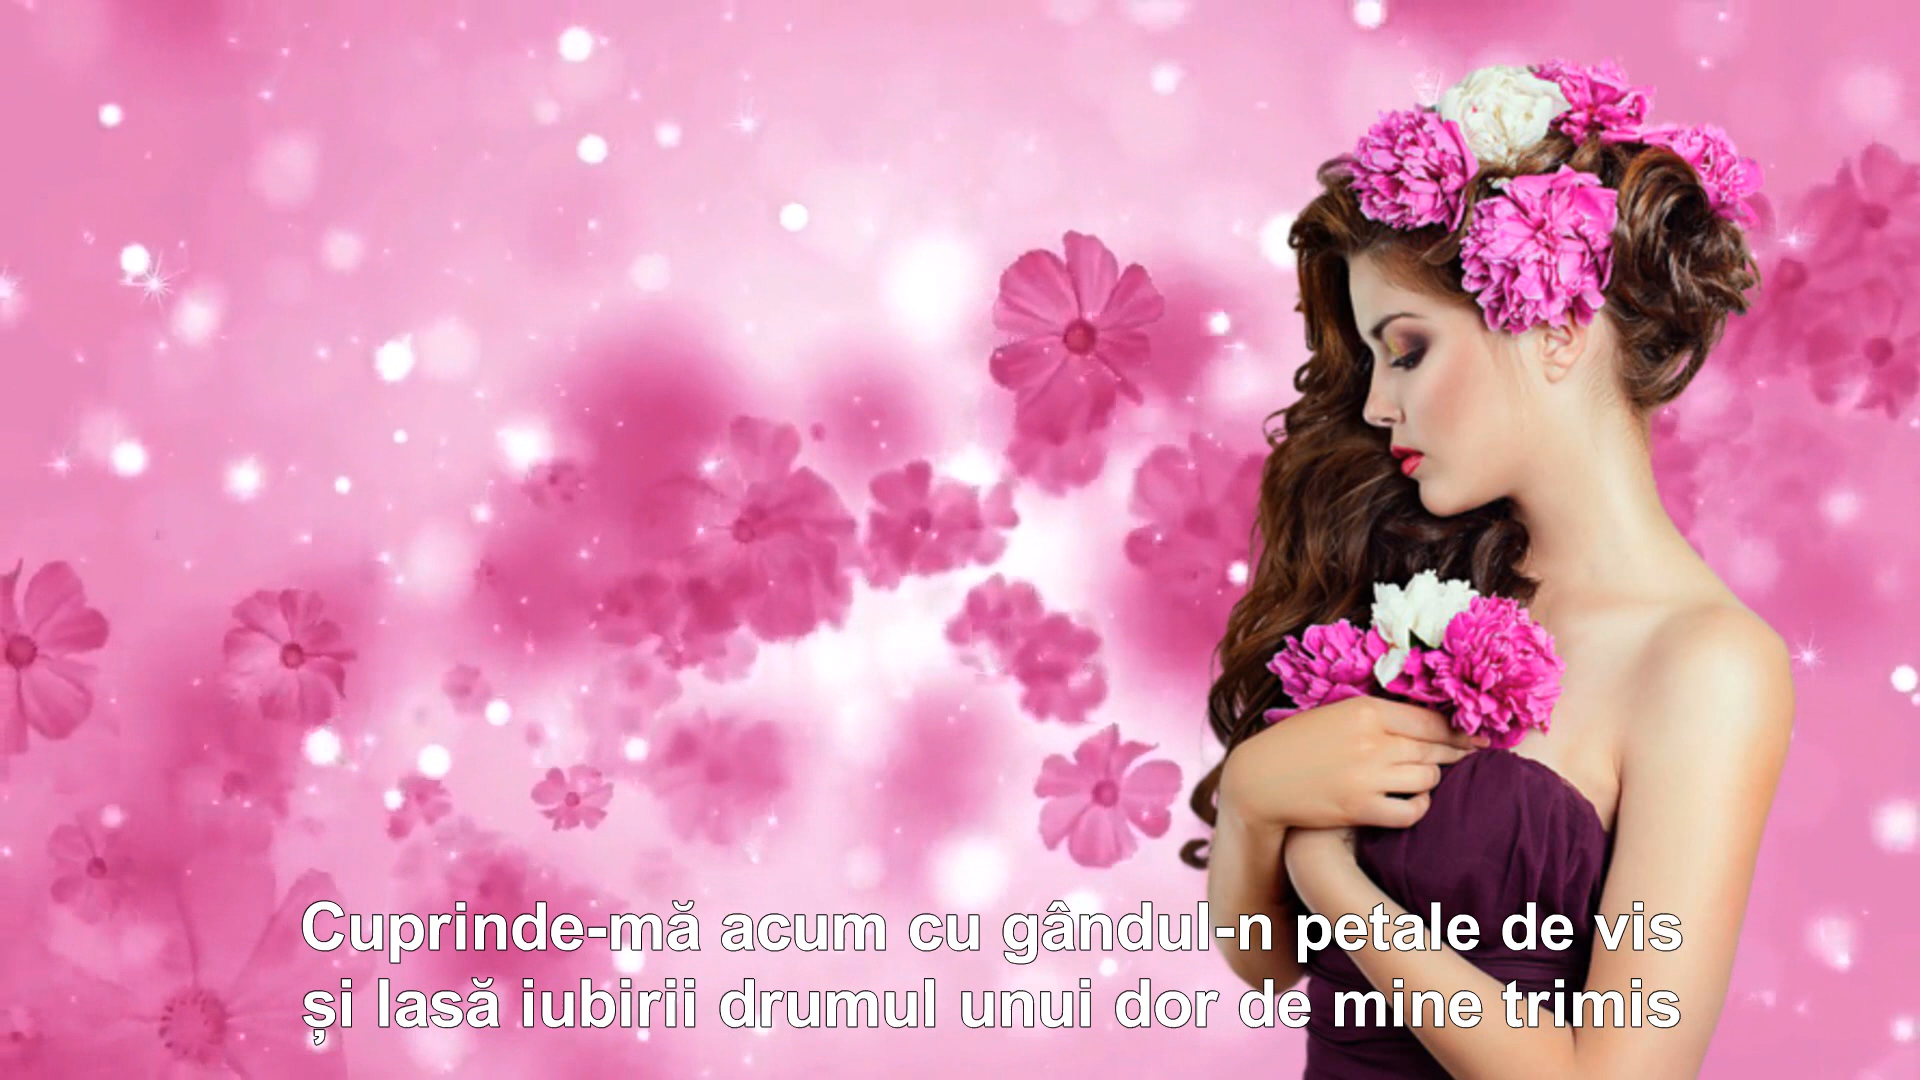 Cuprinde-mă acum cu gândul-n petale de vis
și lasă iubirii drumul unui dor de mine trimis